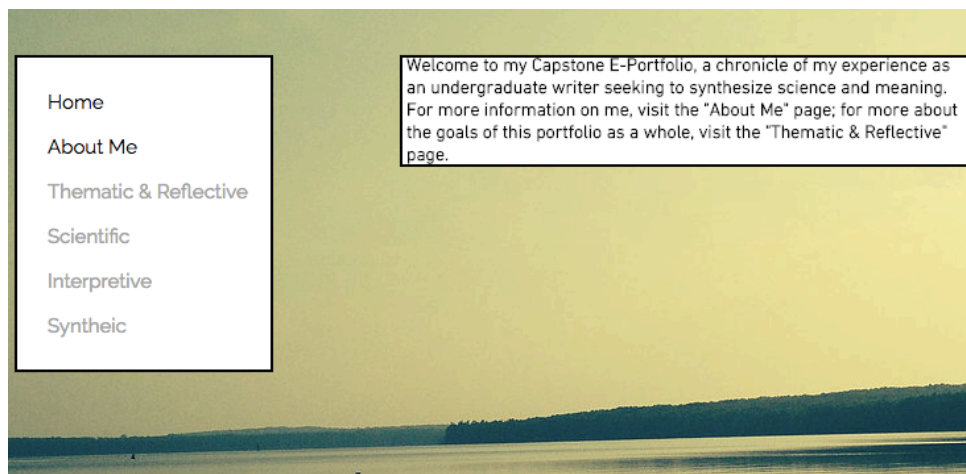 Home
About Me
Thematic & Reflective
Scientific
Interpretive
Syntheic
Welcome to my Capstone E-Portfolio, a chronicle of my experience as
an undergraduate writer seeking to synthesize science and meaning.
For more information on me, visit the "About Me" page; for more about
the goals of this portfolio as a whole, visit the "Thematic & Reflective"
page.